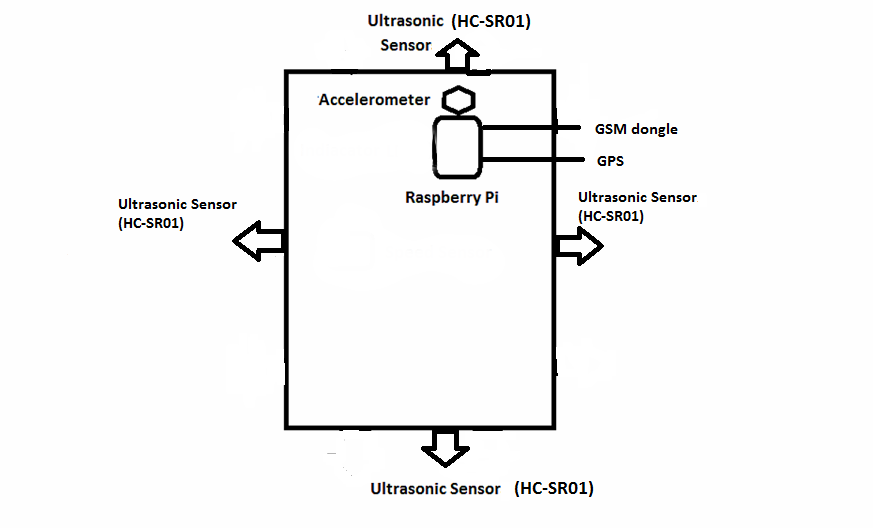 Ultrasonic (HC-SR01)
Sensor
Accelerometer
GSM dongle
GPS
Raspberry Pi
Ultrasonic Sensor
(HC-SR01)
Ultrasonic Sensor
(HC-SR01)
Ultrasonic Sensor (HC-SR01)